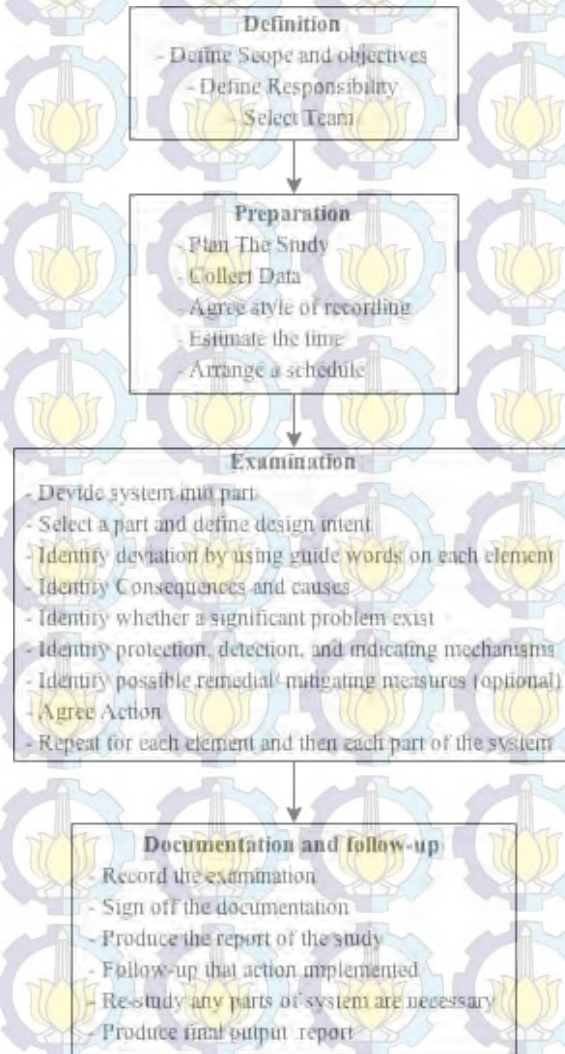 Definition
- Define Scope and objectives
- Define Responsibility
- Select Team
Preparation
- Plan The Study
- Collect Data
- Agree style of recording
- Estimate the time
- Arrange a schedule
Examination
- Devide system into part
- Select a part and define design intent
- Identify deviation by using guide words on each element
- Identify Consequences and causes
- Identify whether a significant problem exist
- Identify protection, detection, and indicating mechanisms
- Identify possible remedial/ mitigating measures (optional)
- Agree Action
- Repeat for each element and then each part of the system
Documentation and follow-up
- Record the examination
- Sign off the documentation
- Produce the report of the study
- Follow-up that action implemented
- Re-study any parts of system are necessary
- Produce final output report